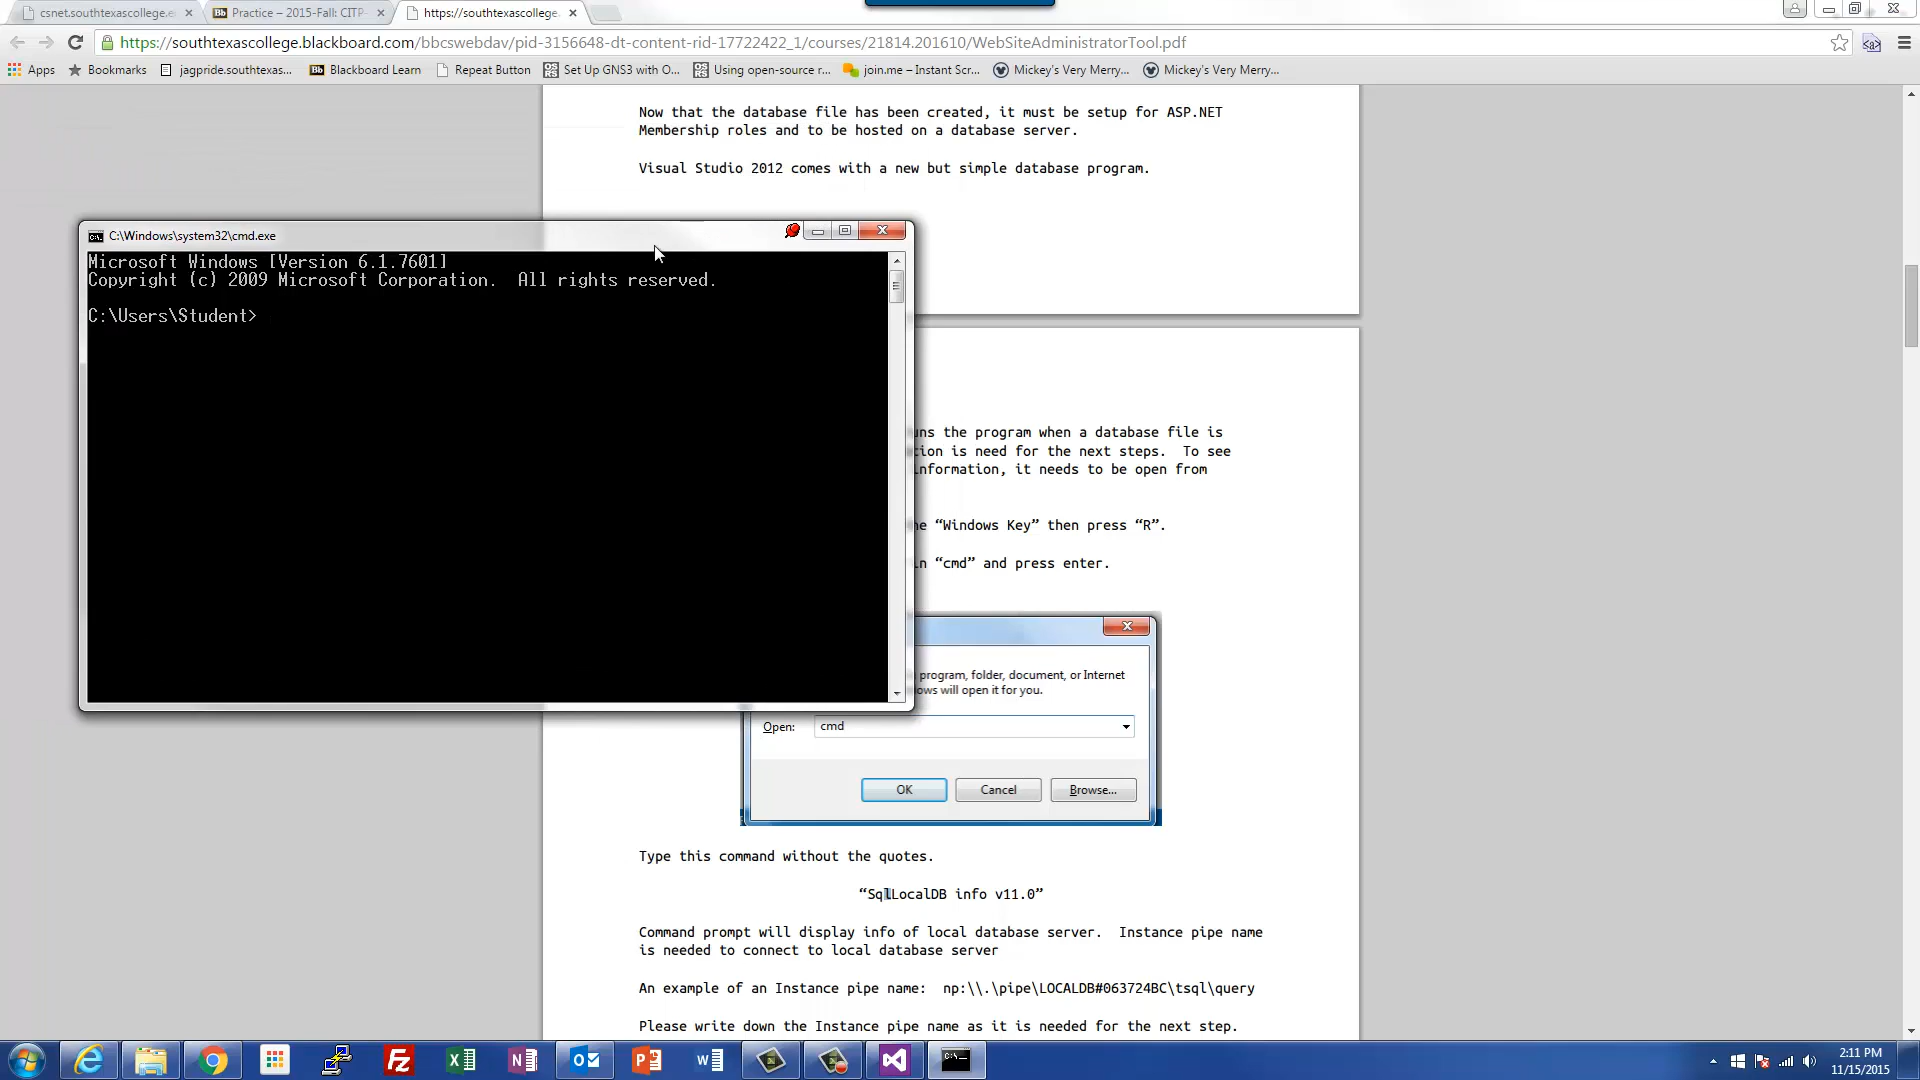 csnet.southtexascollege.e
Practice – 2015-Fall: CITP-
https://southtexascollege.
https://southtexascollege.blackboard.com/bbcswebdav/pid-3156648-dt-content-rid-17722422_1/courses/21814.201610/WebSiteAdministratorTool.pdf
Apps
Bookmarks
jagpride.southtexas...
Bb
Blackboard Learn
Repeat Button
Set Up GNS3 with O...
Using open-source r...
join.me – Instant Scr...
Mickey's Very Merry...
Mickey's Very Merry...
Now that the database file has been created, it must be setup for ASP.NET
Membership roles and to be hosted on a database server.
Visual Studio 2012 comes with a new but simple database program.
C:\Windows\system32\cmd.exe
Microsoft Windows [Version 6.1.7601]
Copyright (c) 2009 Microsoft Corporation.  All rights reserved.
C:\Users\Student>
uns the program when a database file is
tion is need for the next steps.  To see
information, it needs to be open from
he “Windows Key” then press “R”.
in “cmd” and press enter.
program, folder, document, or Internet
ows will open it for you.
Open:
cmd
OK
Cancel
Browse...
Type this command without the quotes.
“SqlLocalDB info v11.0”
Command prompt will display info of local database server.  Instance pipe name
is needed to connect to local database server
An example of an Instance pipe name:  np:\\.\pipe\LOCALDB#063724BC\tsql\query
Please write down the Instance pipe name as it is needed for the next step.
2:11 PM
11/15/2015